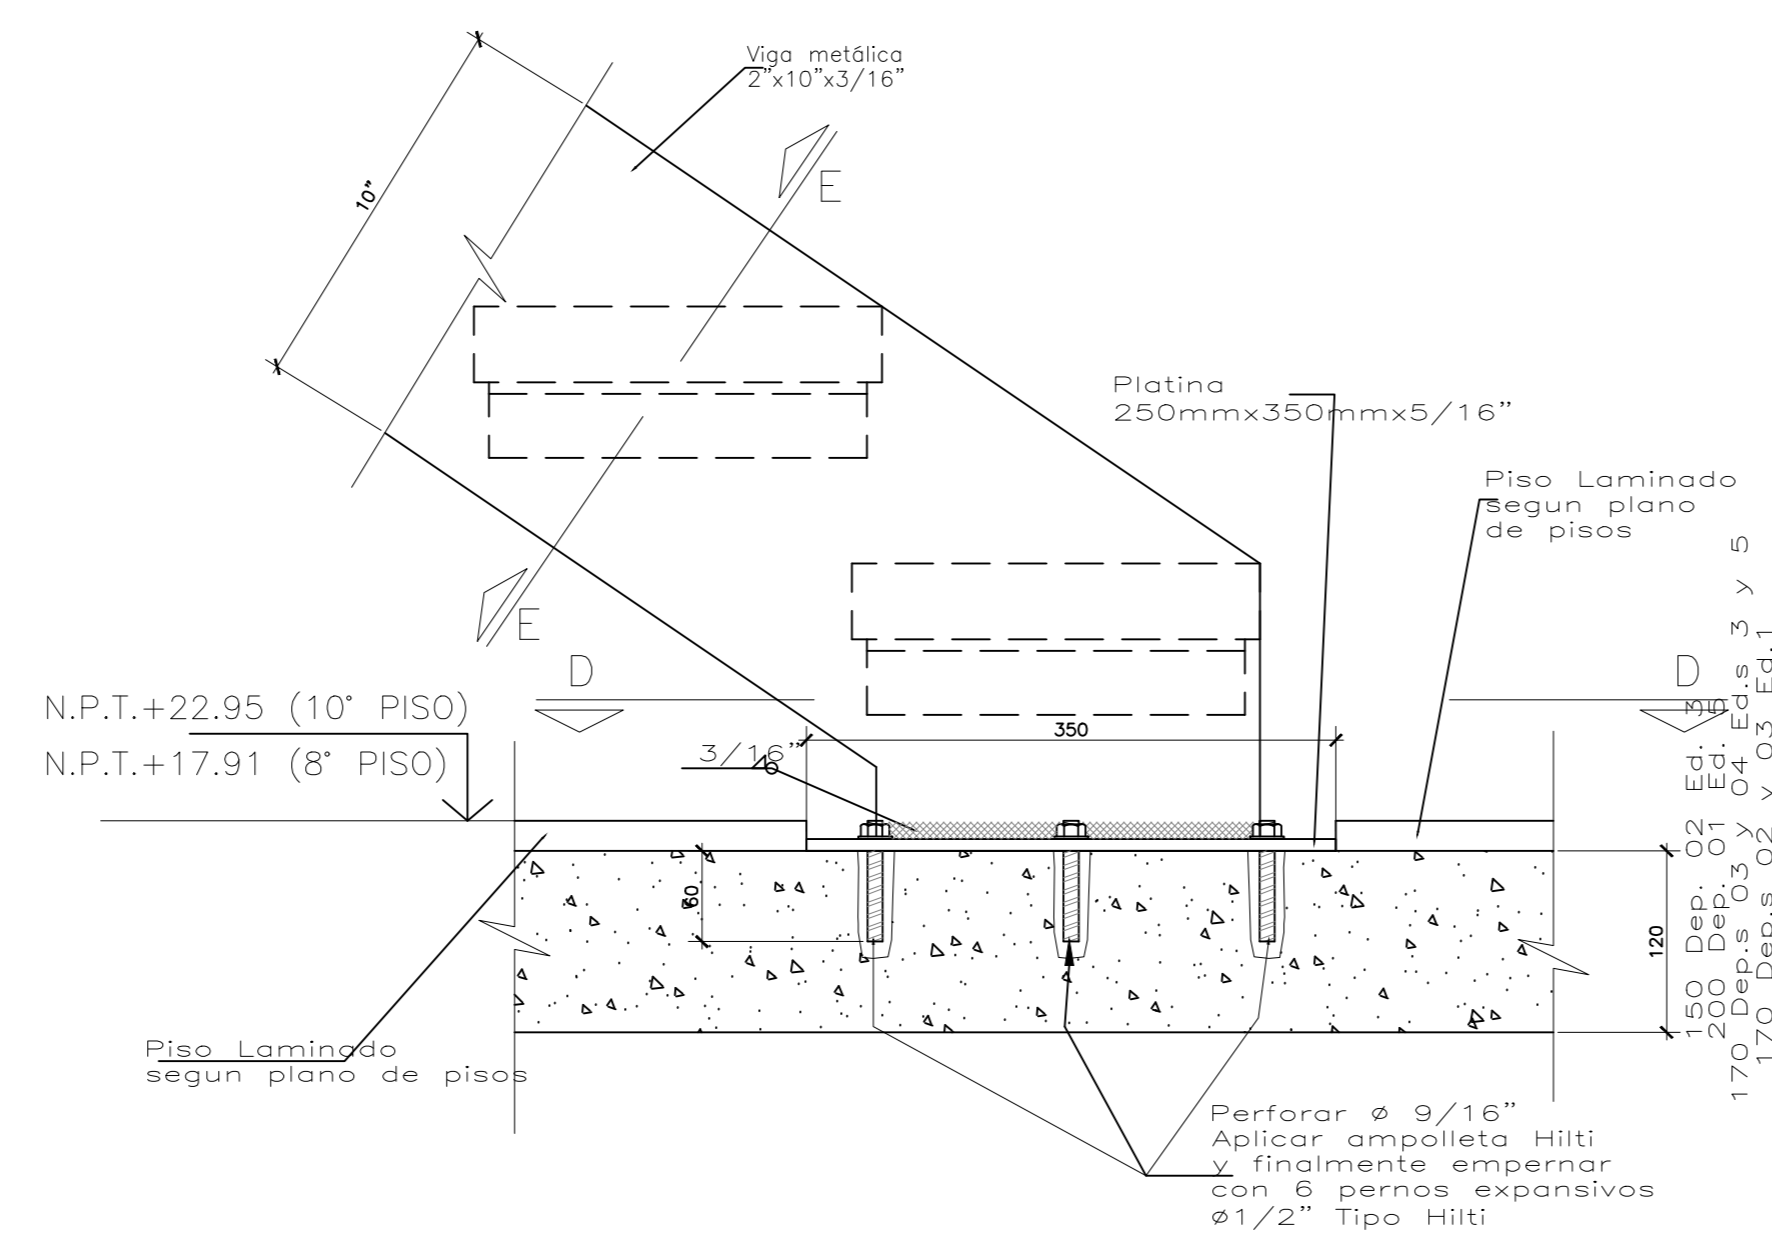 Viga metálica
2"x10"x3/16"
10"
E
E
Platina
250mmx350mmx5/16"
Piso Laminado
segun plano
de pisos
D
D
N.P.T.+22.95 (10° PISO)
N.P.T.+17.91 (8° PISO)
350
3/16"
60
120
150 Dep. 02 Ed. 3
200 Dep. 01 Ed. 5
170 Dep.s 03 y 04 Ed.s 3 y 5
170 Dep.s 02 y 03 Ed.1
Piso Laminado
segun plano de pisos
Perforar ø 9/16"
Aplicar ampolleta Hilti
y finalmente empernar
con 6 pernos expansivos
ø1/2" Tipo Hilti